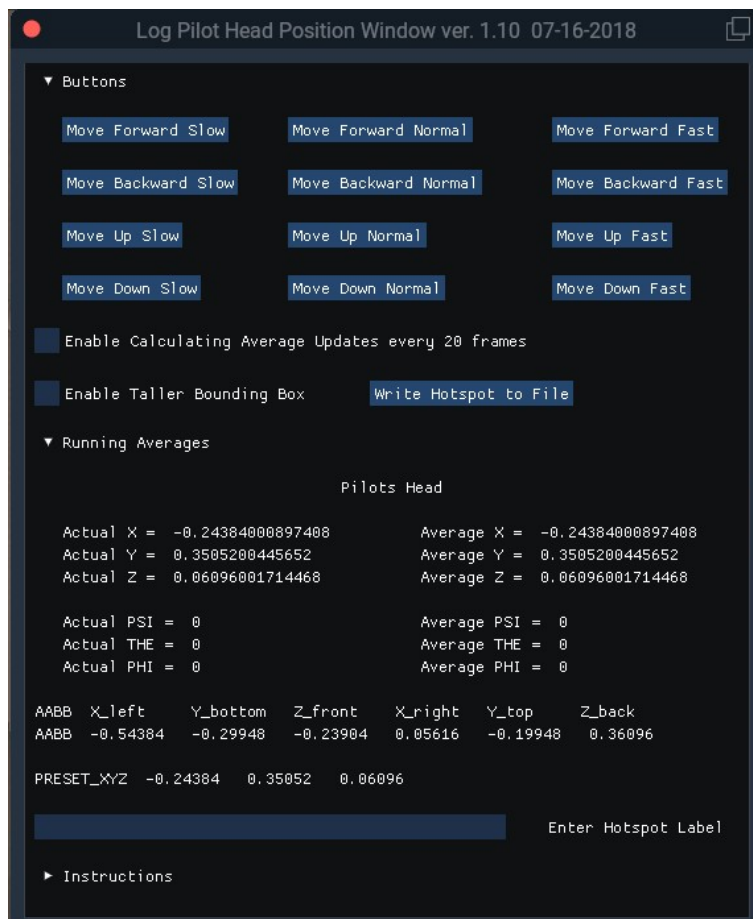 Log Pilot Head Position Window ver. 1.10 07-16-2018
Buttons
Move Forward Slow Move Forward Normal Move Forward Fast
Move Backward Slow Move Backward Normal Move Backward Fast
Move Up Slow Move Up Normal Move Up Fast
Move Down Slow Move Down Normal Move Down Fast
Enable Calculating Average Updates every 20 frames
Enable Taller Bounding Box Write Hotspot to File
Running Averages
Pilots Head
Actual X = -0.24384000897408 Average X = -0.24384000897408
Actual Y = 0.3505200445652 Average Y = 0.3505200445652
Actual Z = 0.06096001714468 Average Z = 0.06096001714468
Actual PSI = 0 Average PSI = 0
Actual THE = 0 Average THE = 0
Actual PHI = 0 Average PHI = 0
AABB X_left Y_bottom Z_front X_right Y_top Z_back
AABB -0.54384 -0.29948 -0.23904 0.05616 -0.19948 0.36096
PRESET_XYZ -0.24384 0.35052 0.06096
Enter Hotspot Label
Instructions